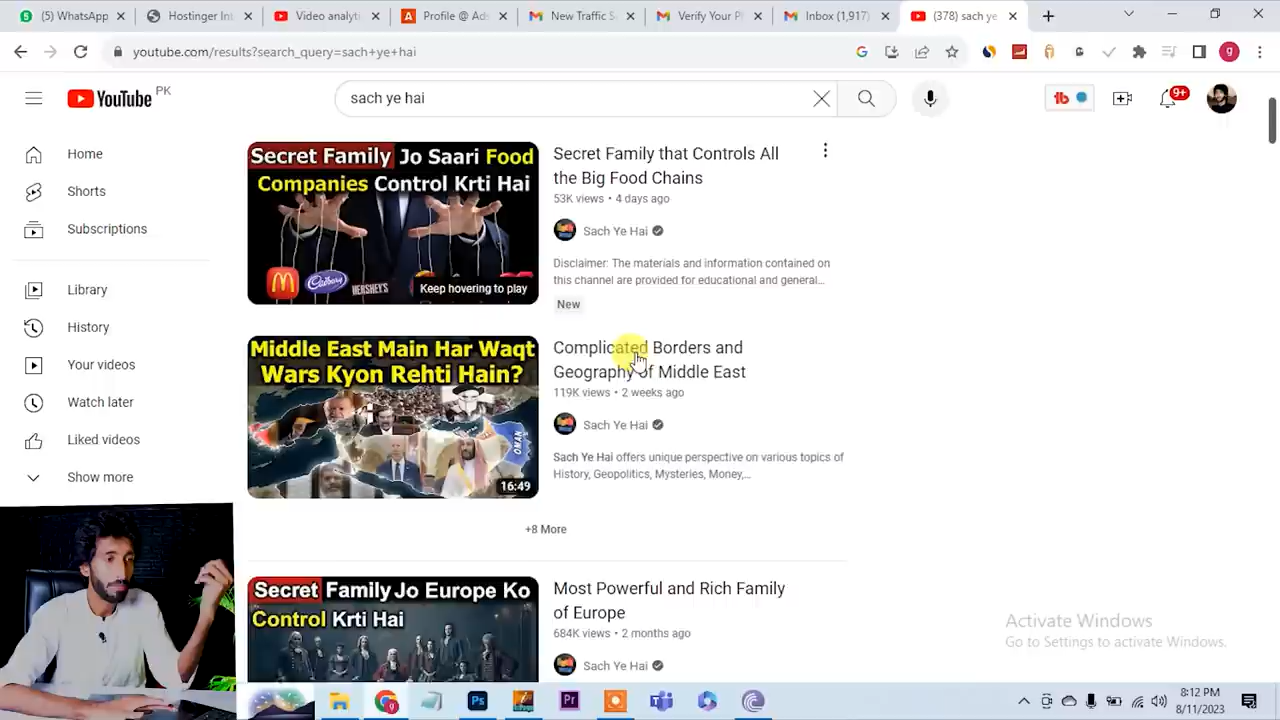 (5) WhatsApp
Hostinger
Video analyti
Profile @ Ads
New Traffic S
Verify Your P
Inbox (1,917)
(378) sach ye
youtube.com/results?search_query=sach+ye+hai
YouTube PK
sach ye hai
9+
Home
Shorts
Subscriptions
Library
History
Your videos
Watch later
Liked videos
Show more
Secret Family Jo Saari Food
Companies Control Krti Hai
Cadbury
HERSHEY'S
Keep hovering to play
Secret Family that Controls All
the Big Food Chains
53K views • 4 days ago
Sach Ye Hai
Disclaimer: The materials and information contained on
this channel are provided for educational and general...
New
Middle East Main Har Waqt
Wars Kyon Rehti Hain?
OMAN
16:49
Complicated Borders and
Geography of Middle East
119K views • 2 weeks ago
Sach Ye Hai
Sach Ye Hai offers unique perspective on various topics of
History, Geopolitics, Mysteries, Money,...
+8 More
Secret Family Jo Europe Ko
Control Krti Hai
Most Powerful and Rich Family
of Europe
684K views • 2 months ago
Sach Ye Hai
Activate Windows
Go to Settings to activate Windows.
Ps
Pr
8:12 PM
8/11/2023